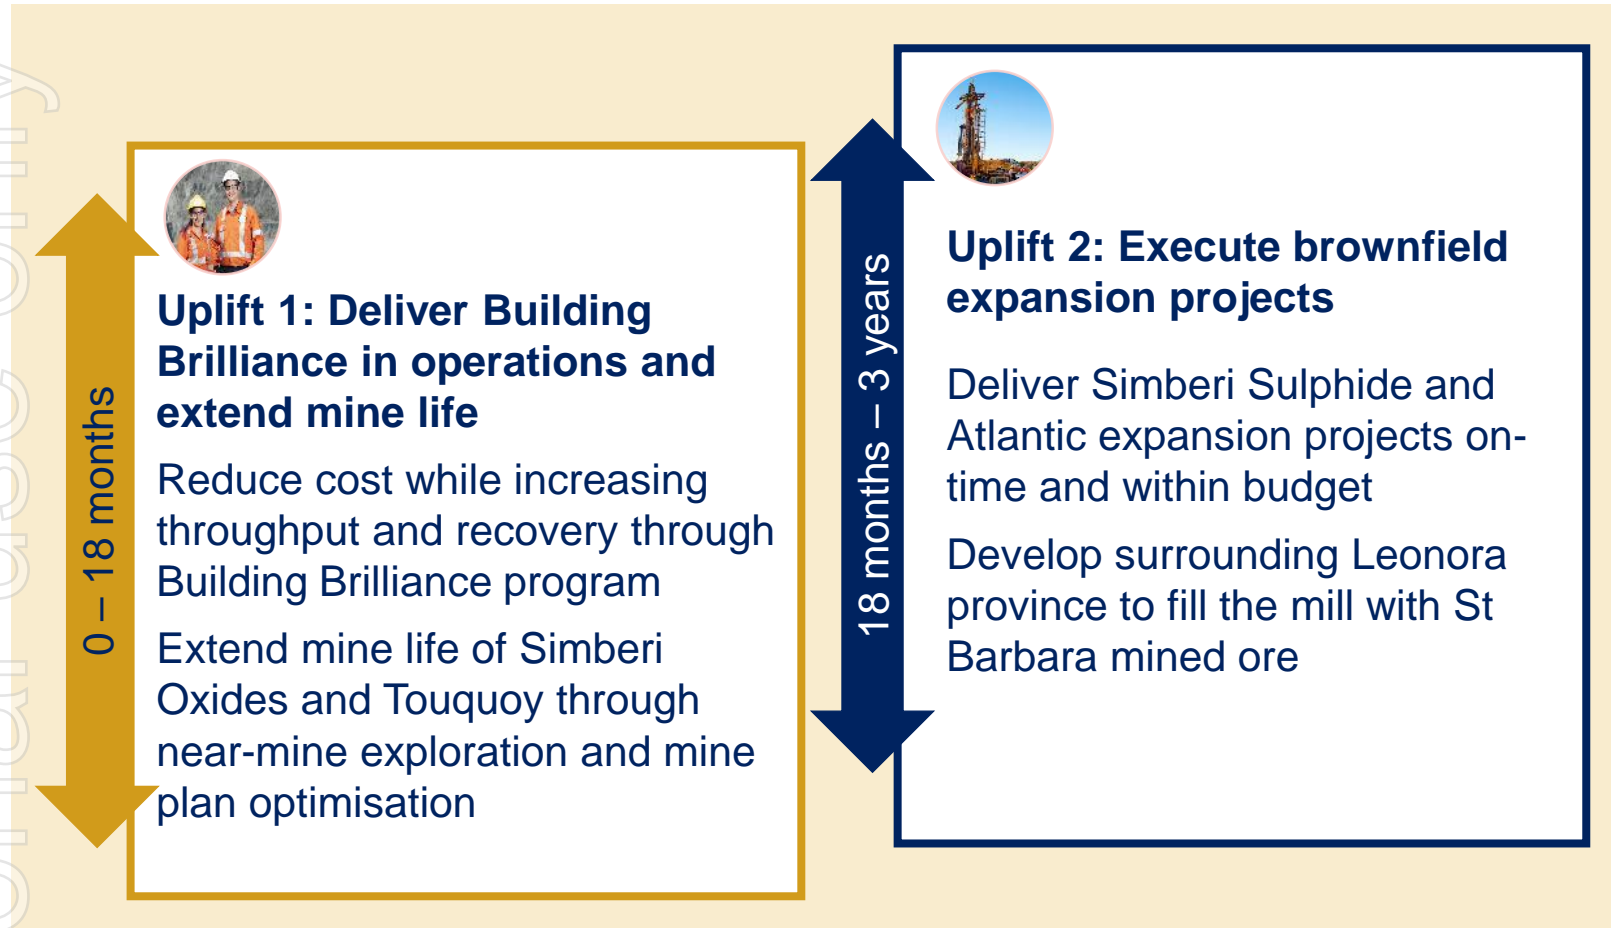 0 – 18 months
Uplift 1: Deliver Building
Brilliance in operations and
extend mine life
Reduce cost while increasing
throughput and recovery through
Building Brilliance program
Extend mine life of Simberi
Oxides and Touquoy through
near-mine exploration and mine
plan optimisation
18 months – 3 years
Uplift 2: Execute brownfield
expansion projects
Deliver Simberi Sulphide and
Atlantic expansion projects on-
time and within budget
Develop surrounding Leonora
province to fill the mill with St
Barbara mined ore